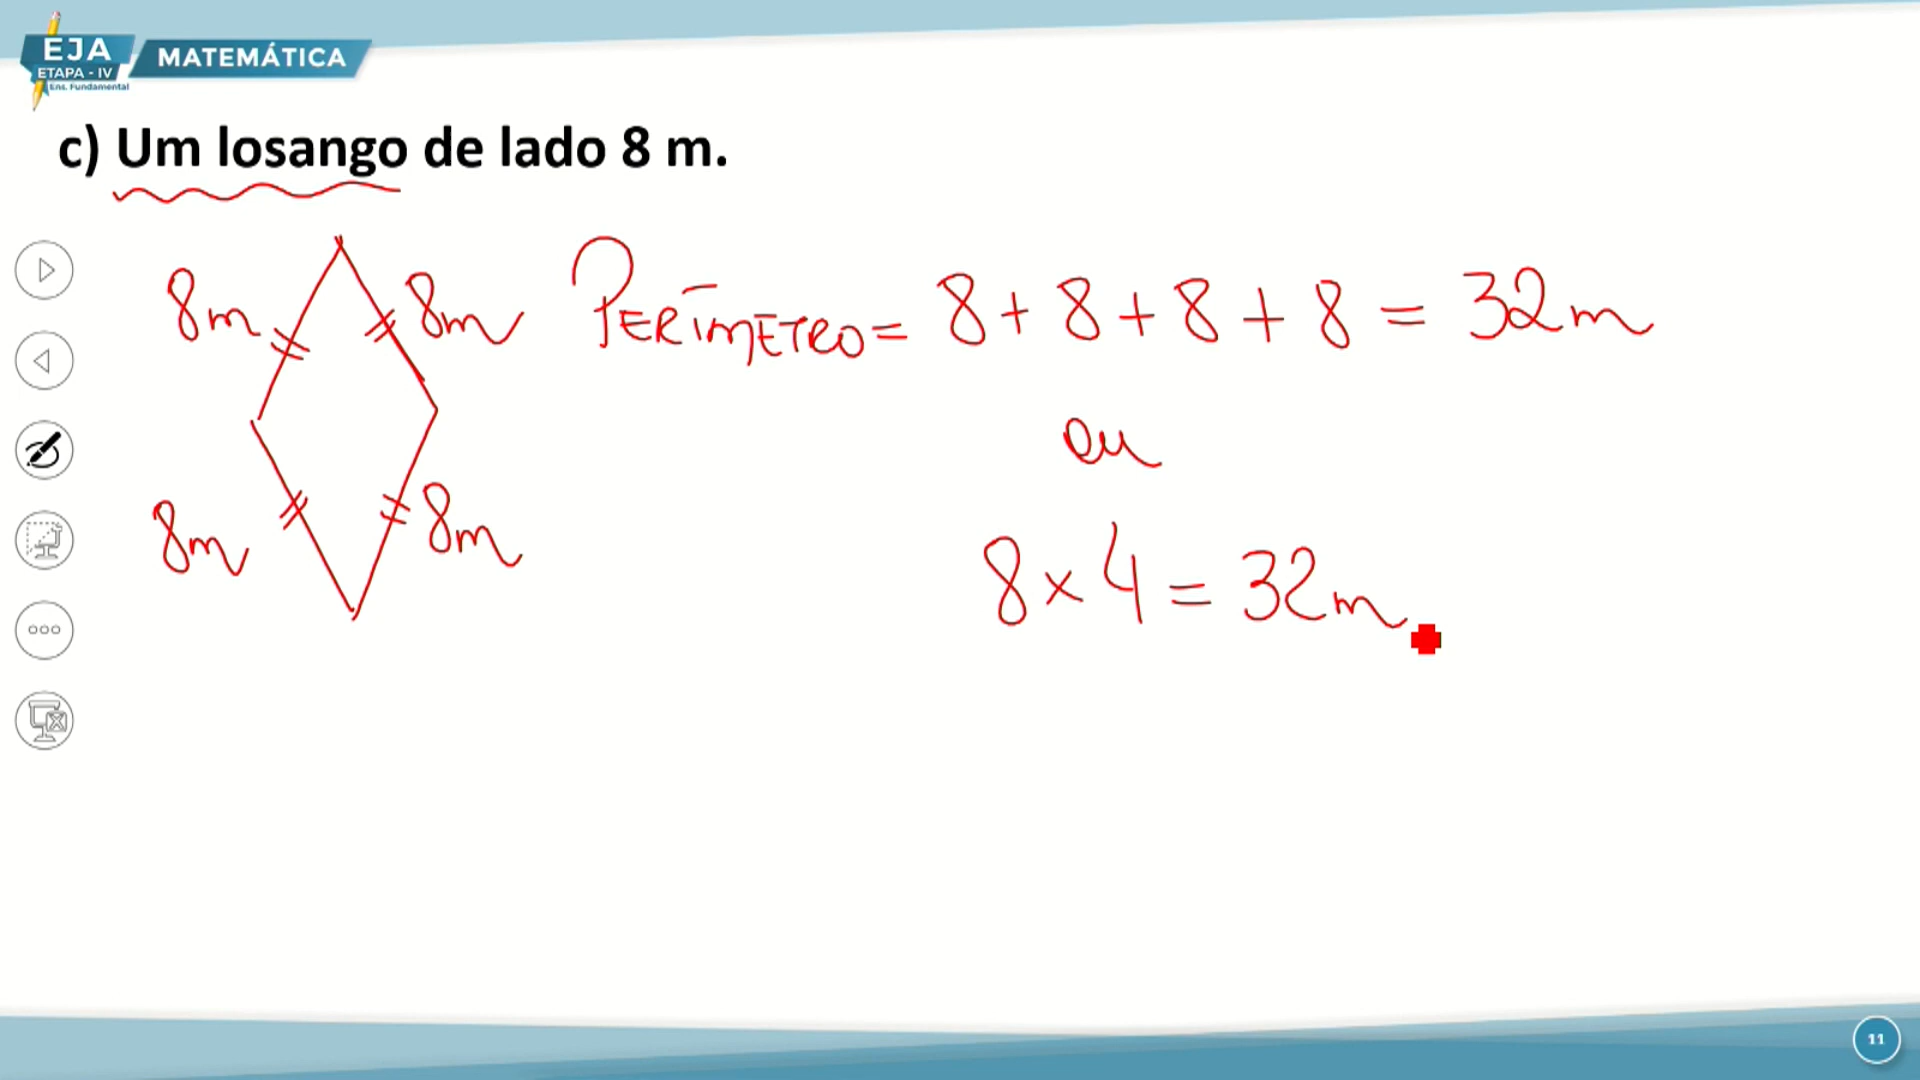 EJA
ETAPA - IV
Ens. Fundamental
MATEMÁTICA
c) Um losango de lado 8 m.
8m 8m PERÍMETRO = 8 + 8 + 8 + 8 = 32m
ou
8m 8m
8 x 4 = 32m
11